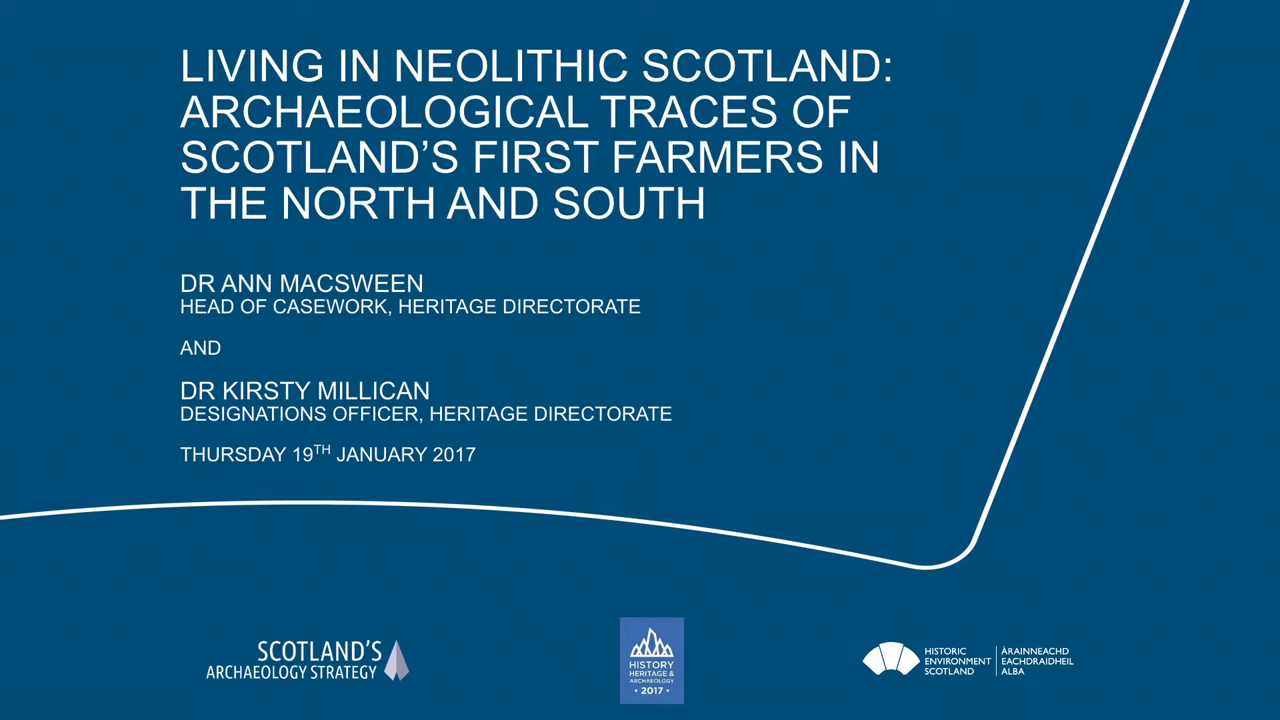 LIVING IN NEOLITHIC SCOTLAND:
ARCHAEOLOGICAL TRACES OF
SCOTLAND'S FIRST FARMERS IN
THE NORTH AND SOUTH
DR ANN MACSWEEN
HEAD OF CASEWORK, HERITAGE DIRECTORATE
AND
DR KIRSTY MILLICAN
DESIGNATIONS OFFICER, HERITAGE DIRECTORATE
THURSDAY 19TH JANUARY 2017
SCOTLAND'S
ARCHAEOLOGY STRATEGY
HISTORY
HERITAGE &
ARCHAEOLOGY
• 2017 •
HISTORIC
ENVIRONMENT
SCOTLAND
ÀRAINNEACHD
EACHDRAIDHEIL
ALBA